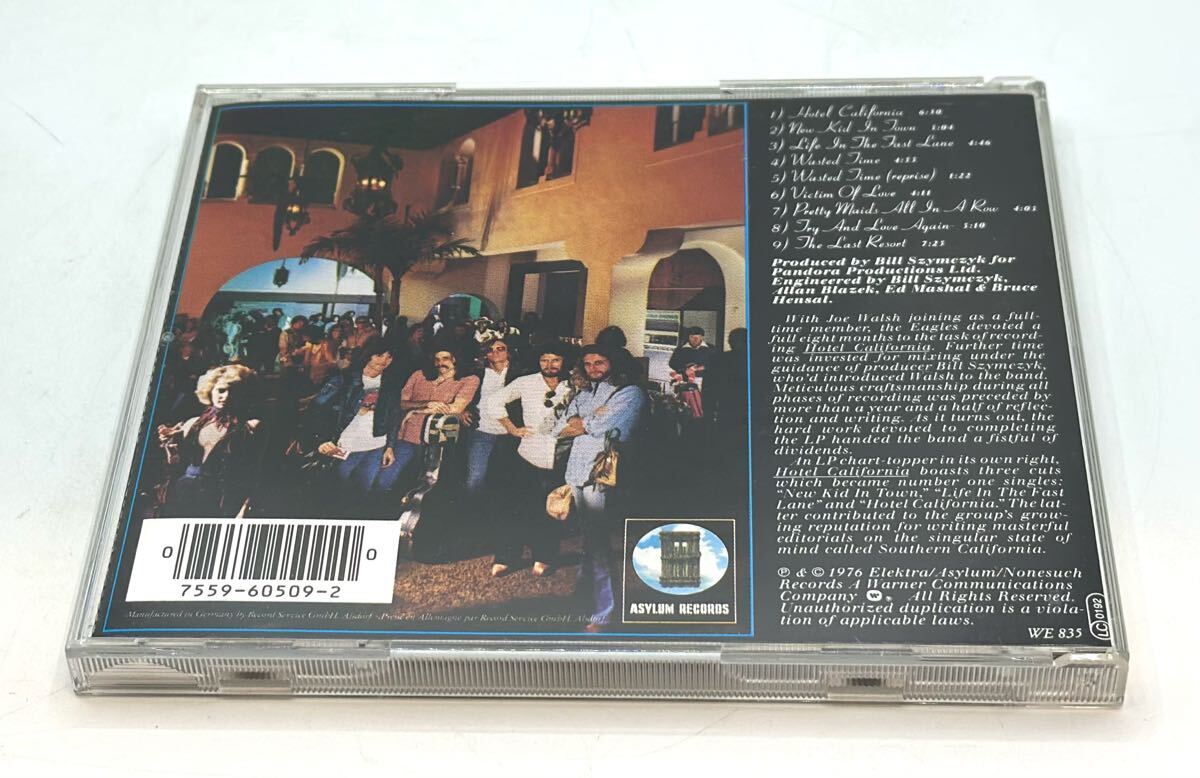 1) Hotel California 6:30
2) New Kid In Town 5:04
3) Life In The Fast Lane 4:46
4) Wasted Time 4:55
5) Wasted Time (reprise) 1:22
6) Victim Of Love 4:11
7) Pretty Maids All In A Row 4:05
8) Try And Love Again 5:10
9) The Last Resort 7:25
Produced by Bill Szymczyk for
Pandora Productions Ltd.
Engineered by Bill Szymczyk,
Allan Blazek, Ed Mashal & Bruce
Hensal.
With Joe Walsh joining as a full-
time member, the Eagles devoted a
full eight months to the task of record-
ing Hotel California. Further time
was invested for mixing under the
guidance of producer Bill Szymczyk,
who'd introduced Walsh to the band.
Meticulous craftsmanship during all
phases of recording was preceded by
more than a year and a half of reflec-
tion and writing. As it turns out, the
hard work devoted to completing
the LP handed the band a fistful of
dividends.
An LP chart-topper in its own right,
Hotel California boasts three cuts
which became number one singles:
"New Kid In Town," "Life In The Fast
Lane" and "Hotel California." The lat-
ter contributed to the group's grow-
ing reputation for writing masterful
editorials on the singular state of
mind called Southern California.
℗ & © 1976 Elektra/Asylum/Nonesuch
Records A Warner Communications
Company. All Rights Reserved.
Unauthorized duplication is a viola-
tion of applicable laws.
WE 835
LC 0192
0 0
7559-60509-2
ASYLUM RECORDS
Manufactured in Germany by Record Service GmbH, Alsdorf · Pressé en Allemagne par Record Service GmbH, Alsdorf